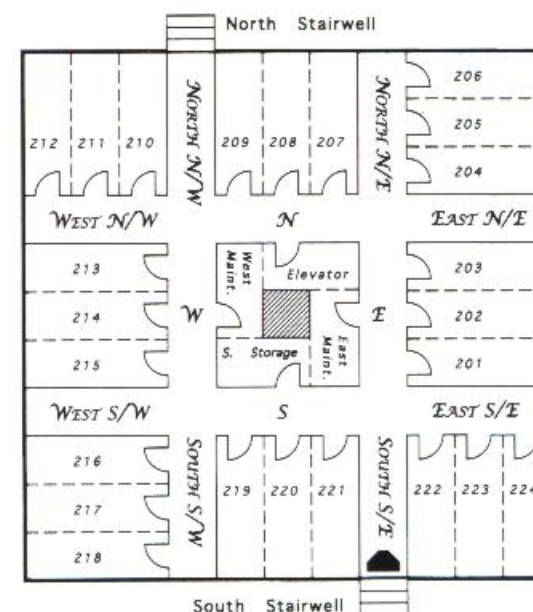 North Stairwell
206
205
204
212 211 210
NORTH N/W
209 208 207
NORTH N/E
WEST N/W
N
EAST N/E
213
214
215
W
West Maint.
Elevator
S. Storage
East Maint.
E
203
202
201
WEST S/W
S
EAST S/E
216
217
218
SOUTH S/W
219 220 221
SOUTH S/E
222 223 224
South Stairwell